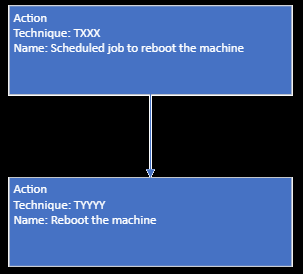 Action
Technique: TXXX
Name: Scheduled job to reboot the machine
Action
Technique: TYYYY
Name: Reboot the machine